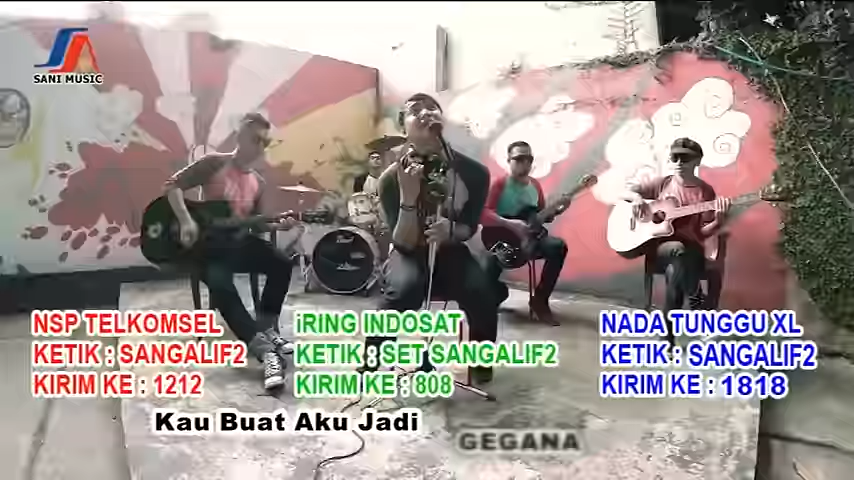 SANI MUSIC
NSP TELKOMSEL
KETIK : SANGALIF2
KIRIM KE : 1212
iRING INDOSAT
KETIK : SET SANGALIF2
KIRIM KE : 808
NADA TUNGGU XL
KETIK : SANGALIF2
KIRIM KE : 1818
Kau Buat Aku Jadi
GEGANA